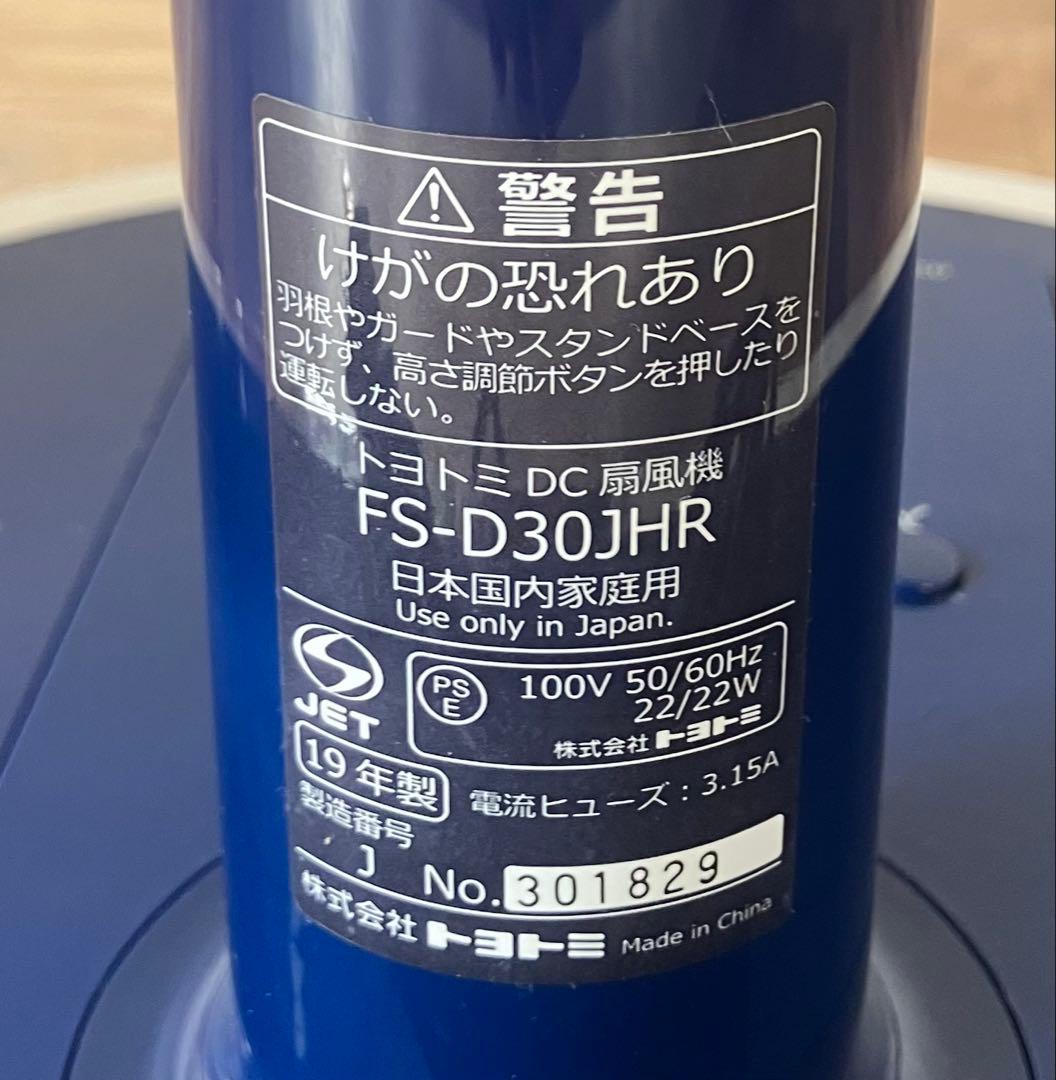 警告
けがの恐れあり
羽根やガードやスタンドベースを
つけず、高さ調節ボタンを押したり
運転しない。
トヨトミ DC 扇風機
FS-D30JHR
日本国内家庭用
Use only in Japan.
JET
PS
E
100V 50/60Hz
22/22W
株式会社 トヨトミ
19年製
電流ヒューズ：3.15A
製造番号
J No. 301829
株式会社 トヨトミ Made in China